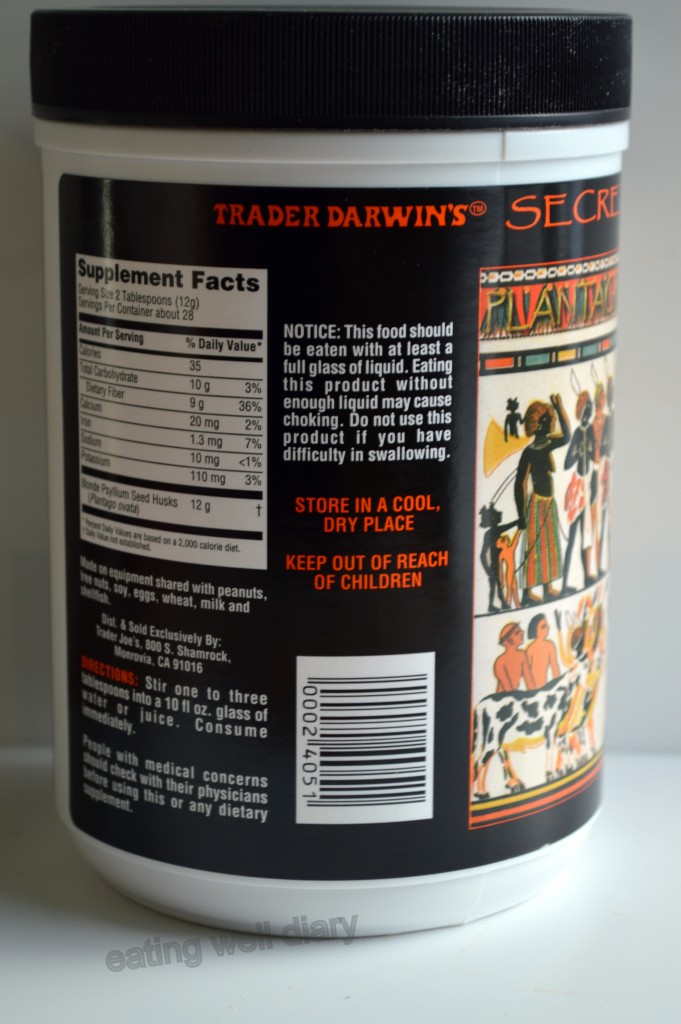 TRADER DARWIN'S™ SECRE
Supplement Facts
Serving Size 2 Tablespoons (12g)
Servings Per Container about 28
Amount Per Serving % Daily Value*
Calories 35
Total Carbohydrate 10 g 3%
Dietary Fiber 9 g 36%
Calcium 20 mg 2%
Iron 1.3 mg 7%
Sodium 10 mg <1%
Potassium 110 mg 3%
Blonde Psyllium Seed Husks 12 g †
(Plantago ovata)
* Percent Daily Values are based on a 2,000 calorie diet.
† Daily Value not established.
Made on equipment shared with peanuts,
tree nuts, soy, eggs, wheat, milk and
shellfish.
Dist. & Sold Exclusively By:
Trader Joe's, 800 S. Shamrock,
Monrovia, CA 91016
DIRECTIONS: Stir one to three
tablespoons into a 10 fl oz. glass of
water or juice. Consume
immediately.
People with medical concerns
should check with their physicians
before using this or any dietary
supplement.
NOTICE: This food should
be eaten with at least a
full glass of liquid. Eating
this product without
enough liquid may cause
choking. Do not use this
product if you have
difficulty in swallowing.
STORE IN A COOL,
DRY PLACE
KEEP OUT OF REACH
OF CHILDREN
00024051
PLANTAG
eating well diary